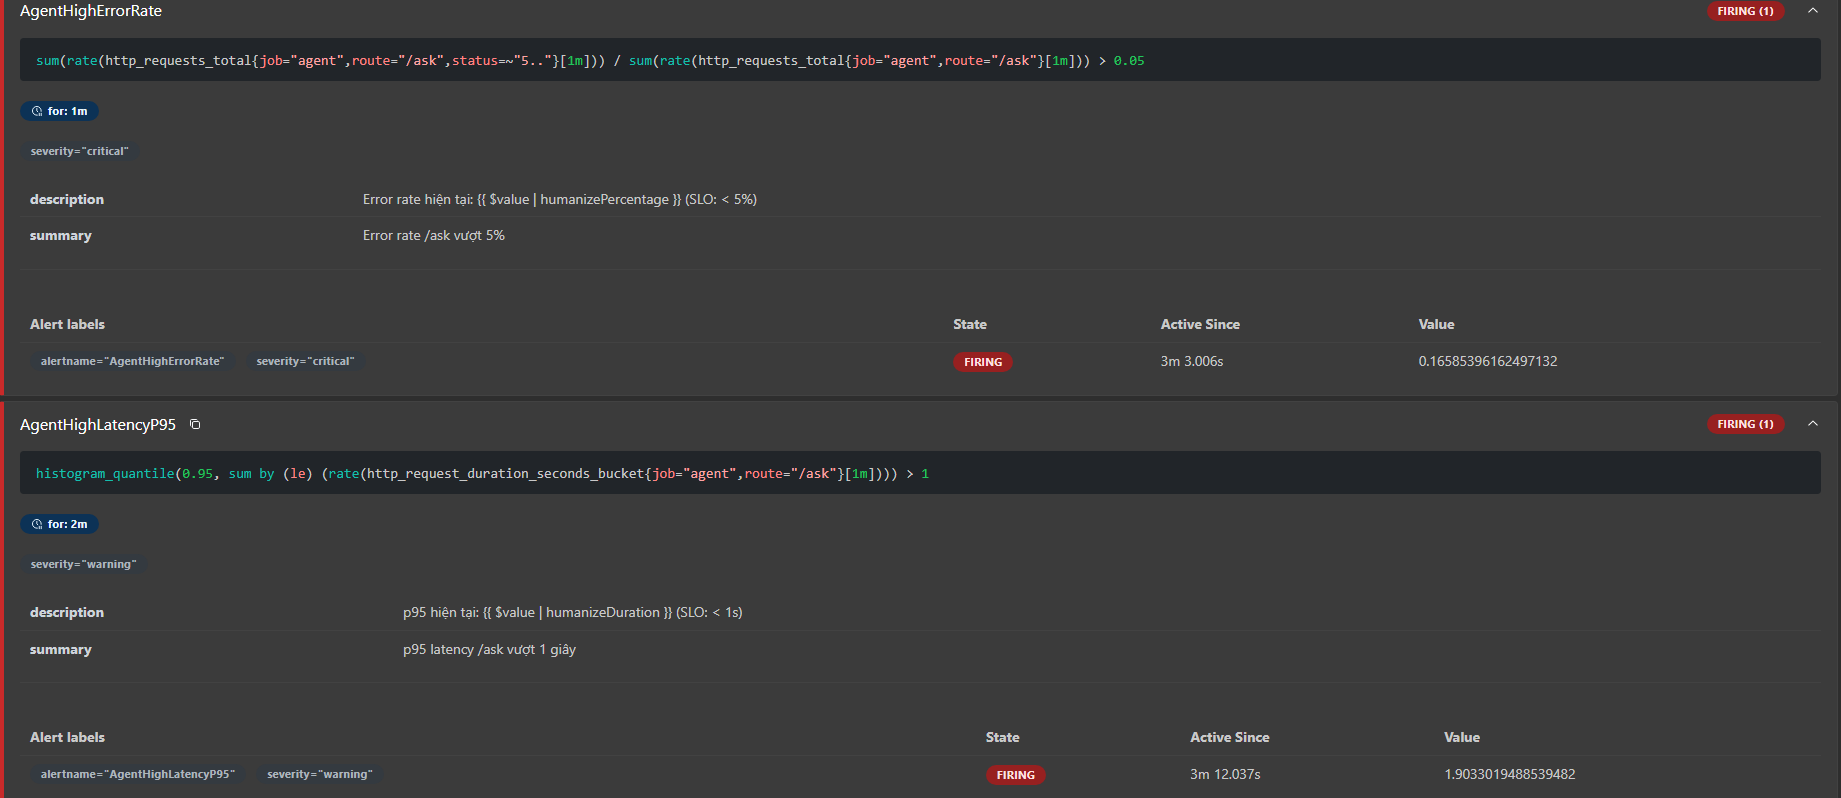 AgentHighErrorRate FIRING (1)
sum(rate(http_requests_total{job="agent",route="/ask",status=~"5.."}[1m])) / sum(rate(http_requests_total{job="agent",route="/ask"}[1m])) > 0.05
for: 1m
severity="critical"
description Error rate hiện tại: {{ $value | humanizePercentage }} (SLO: < 5%)
summary Error rate /ask vượt 5%
Alert labels State Active Since Value
alertname="AgentHighErrorRate" severity="critical" FIRING 3m 3.006s 0.16585396162497132
AgentHighLatencyP95 FIRING (1)
histogram_quantile(0.95, sum by (le) (rate(http_request_duration_seconds_bucket{job="agent",route="/ask"}[1m]))) > 1
for: 2m
severity="warning"
description p95 hiện tại: {{ $value | humanizeDuration }} (SLO: < 1s)
summary p95 latency /ask vượt 1 giây
Alert labels State Active Since Value
alertname="AgentHighLatencyP95" severity="warning" FIRING 3m 12.037s 1.9033019488539482